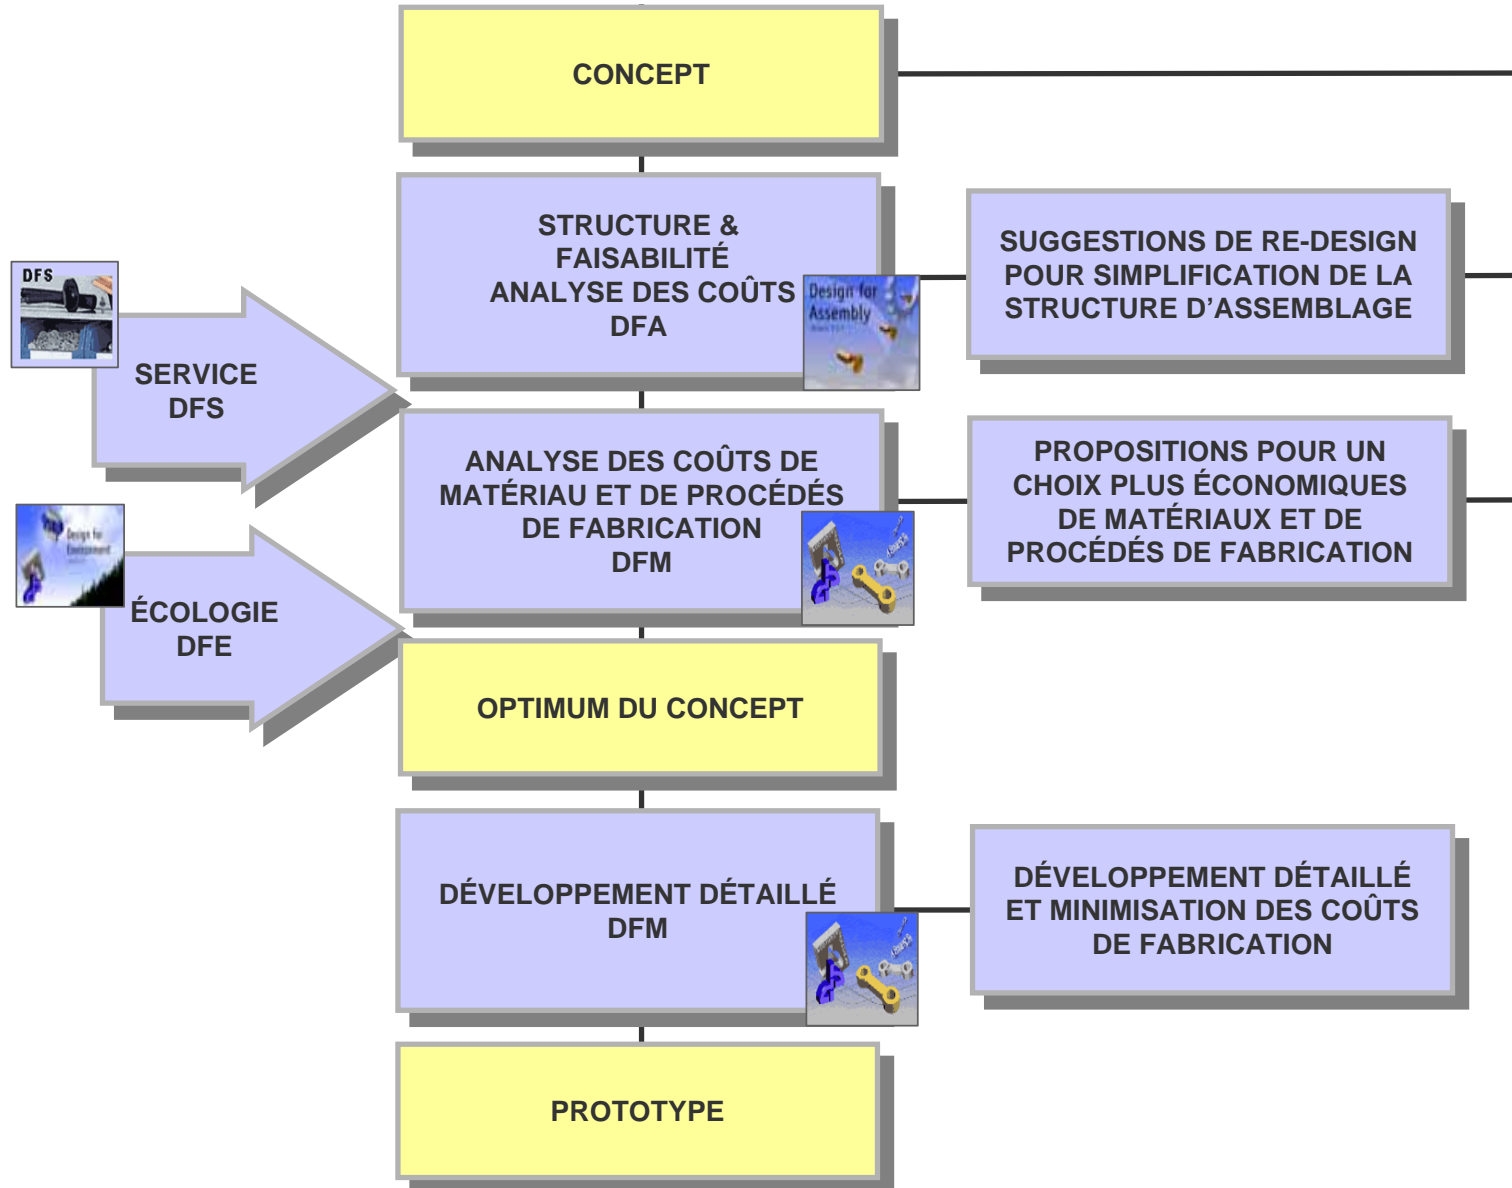 CONCEPT
STRUCTURE &
FAISABILITÉ
ANALYSE DES COÛTS
DFA
Design for
Assembly
SUGGESTIONS DE RE-DESIGN
POUR SIMPLIFICATION DE LA
STRUCTURE D'ASSEMBLAGE
DFS
SERVICE
DFS
ANALYSE DES COÛTS DE
MATÉRIAU ET DE PROCÉDÉS
DE FABRICATION
DFM
PROPOSITIONS POUR UN
CHOIX PLUS ÉCONOMIQUES
DE MATÉRIAUX ET DE
PROCÉDÉS DE FABRICATION
Design for
Environment
ÉCOLOGIE
DFE
OPTIMUM DU CONCEPT
DÉVELOPPEMENT DÉTAILLÉ
DFM
DÉVELOPPEMENT DÉTAILLÉ
ET MINIMISATION DES COÛTS
DE FABRICATION
PROTOTYPE